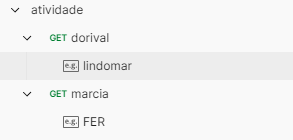 atividade
GET dorival
e.g. lindomar
GET marcia
e.g. FER